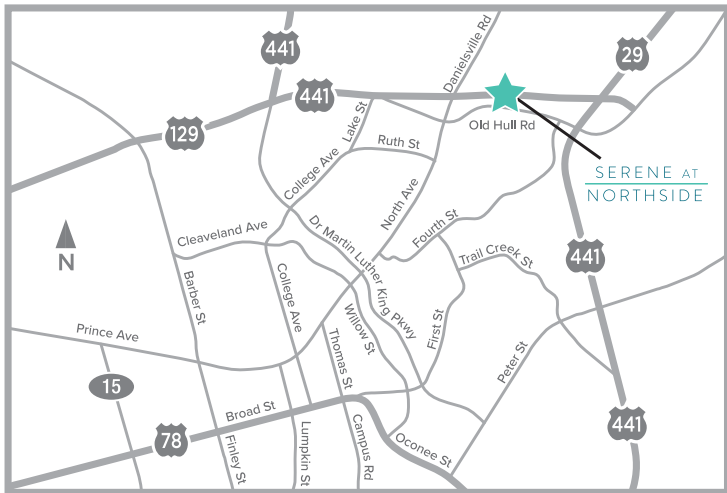 441
Danielsville Rd
29
441
129
Lake St
Old Hull Rd
Ruth St
College Ave
SERENE AT
NORTHSIDE
North Ave
Fourth St
Cleaveland Ave
Dr Martin Luther King Pkwy
Trail Creek St
441
N
Barber St
College Ave
Willow St
First St
Prince Ave
Thomas St
Peter St
15
Broad St
441
78
Finley St
Lumpkin St
Campus Rd
Oconee St